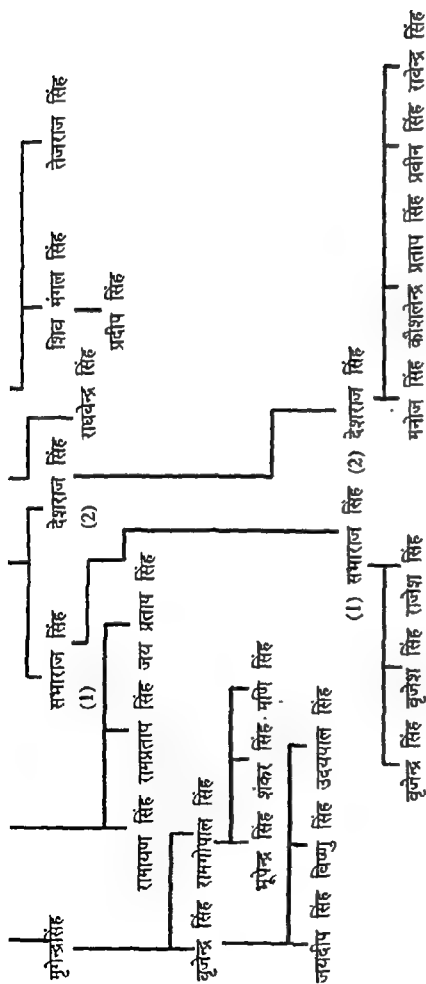 मृगेन्द्रसिंह सभाराज सिंह देशराज सिंह शिव मंगल सिंह तेजराज सिंह
(1) (2) राघवेन्द्र सिंह
प्रदीप सिंह
रामायण सिंह रामप्रताप सिंह जय प्रताप सिंह
वृजेन्द्र सिंह रामगोपाल सिंह
भूपेन्द्र सिंह शंकर सिंह मणि सिंह
जयदीप सिंह विष्णु सिंह उदयपाल सिंह
(1) सभाराज सिंह (2) देशराज सिंह
वृजेन्द्र सिंह वृजेश सिंह राजेश सिंह मनोज सिंह कौशलेन्द्र प्रताप सिंह प्रवीन सिंह रावेन्द्र सिंह